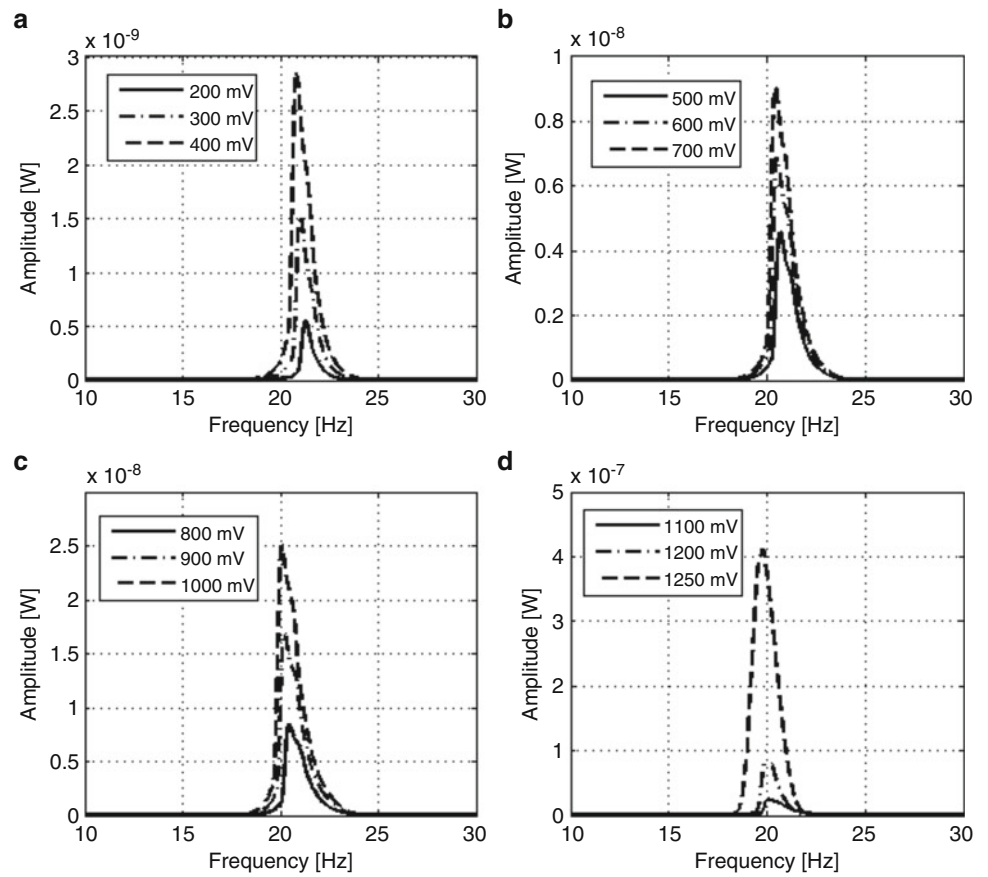 a
x 10-9
3
2.5
2
1.5
1
0.5
0
10 15 20 25 30
Amplitude [W]
Frequency [Hz]
200 mV
300 mV
400 mV
b
x 10-8
1
0.8
0.6
0.4
0.2
0
10 15 20 25 30
Amplitude [W]
Frequency [Hz]
500 mV
600 mV
700 mV
c
x 10-8
2.5
2
1.5
1
0.5
0
10 15 20 25 30
Amplitude [W]
Frequency [Hz]
800 mV
900 mV
1000 mV
d
x 10-7
5
4
3
2
1
0
10 15 20 25 30
Amplitude [W]
Frequency [Hz]
1100 mV
1200 mV
1250 mV